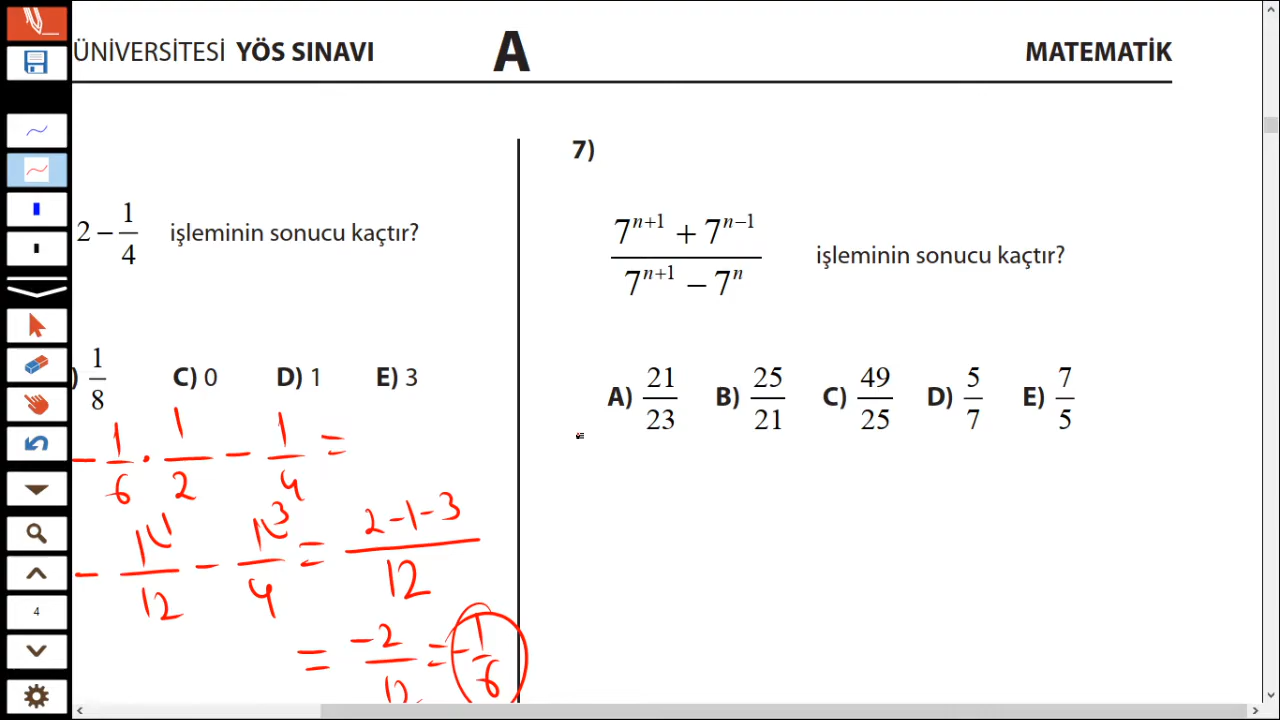 ÜNİVERSİTESİ YÖS SINAVI A MATEMATİK
2 − 1/4 işleminin sonucu kaçtır?
) 1/8 C) 0 D) 1 E) 3
− 1/6 · 1/2 − 1/4 =
− 1/12 − 1/4 = 2-1-3/12
= -2/12 = -1/6
7)
7^{n+1} + 7^{n−1} / 7^{n+1} − 7^{n} işleminin sonucu kaçtır?
A) 21/23 B) 25/21 C) 49/25 D) 5/7 E) 7/5
4